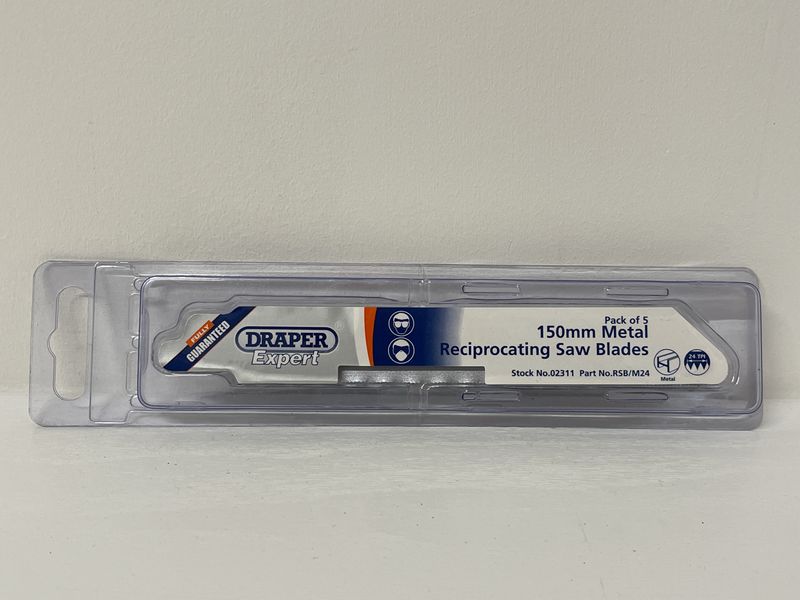 FULLY
GUARANTEED
DRAPER
Expert
Pack of 5
150mm Metal
Reciprocating Saw Blades
Stock No.02311 Part No.RSB/M24
Metal
24 TPI